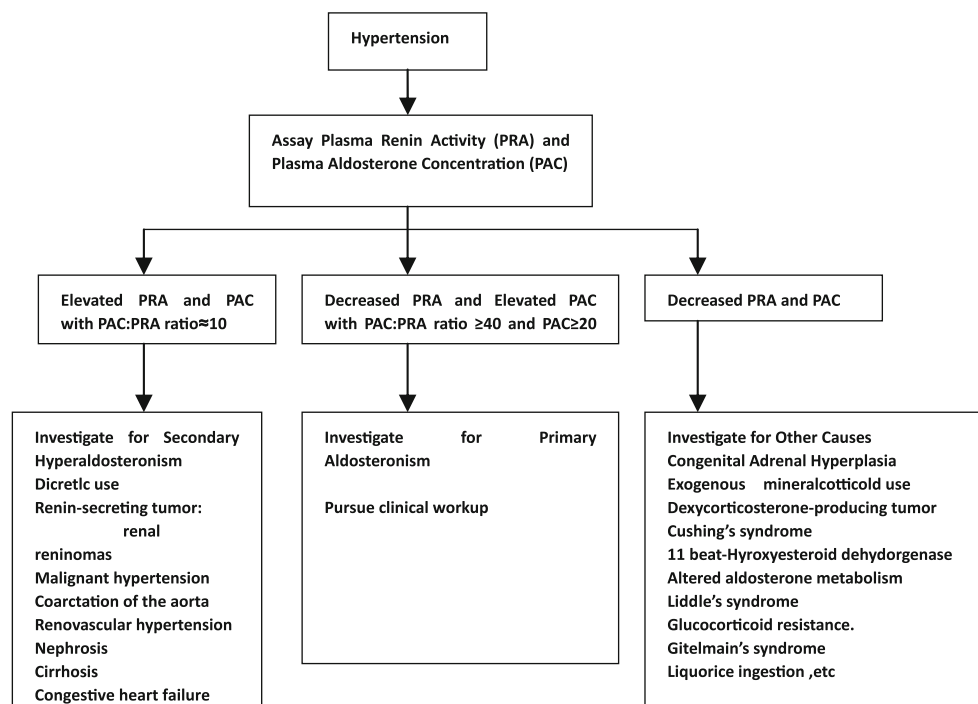 Hypertension
Assay Plasma Renin Activity (PRA) and
Plasma Aldosterone Concentration (PAC)
Elevated PRA and PAC
with PAC:PRA ratio≈10
Decreased PRA and Elevated PAC
with PAC:PRA ratio ≥40 and PAC≥20
Decreased PRA and PAC
Investigate for Secondary
Hyperaldosteronism
Dicretlc use
Renin-secreting tumor:
renal
reninomas
Malignant hypertension
Coarctation of the aorta
Renovascular hypertension
Nephrosis
Cirrhosis
Congestive heart failure
Investigate for Primary
Aldosteronism
Pursue clinical workup
Investigate for Other Causes
Congenital Adrenal Hyperplasia
Exogenous mineralcotticold use
Dexycorticosterone-producing tumor
Cushing's syndrome
11 beat-Hyroxyesteroid dehydorgenase
Altered aldosterone metabolism
Liddle's syndrome
Glucocorticoid resistance.
Gitelmain's syndrome
Liquorice ingestion ,etc